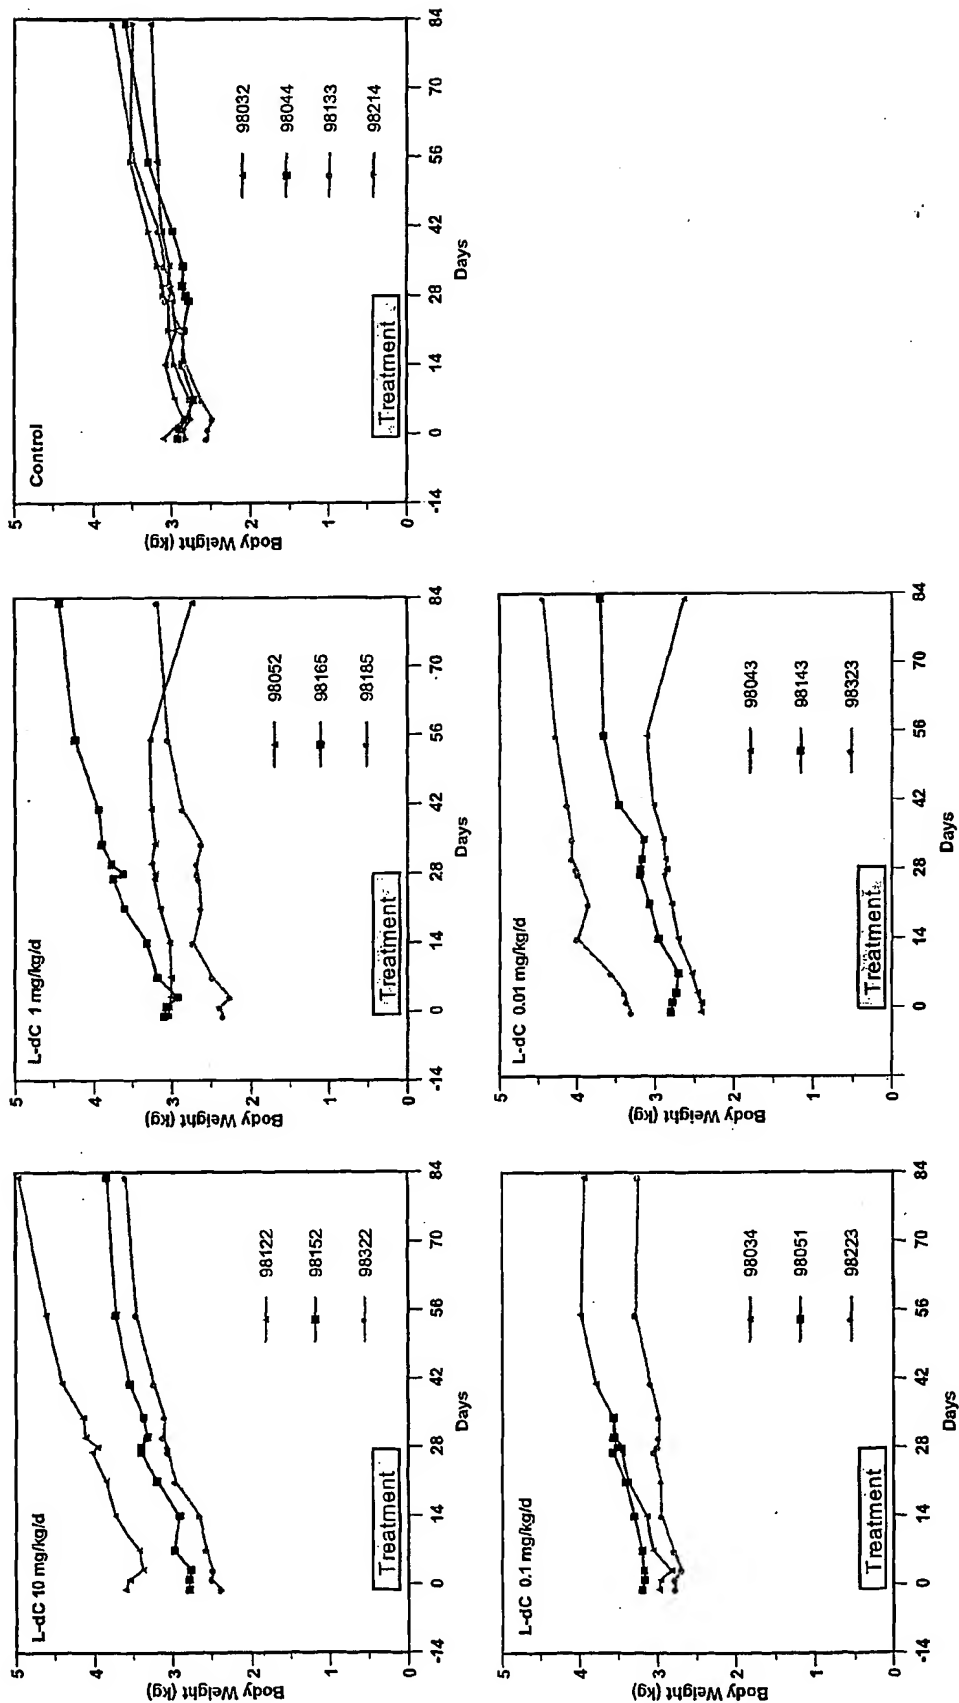 L-dC 10 mg/kg/d
Body Weight (kg)
5
4
3
2
1
0
98122
98152
98322
Treatment
-14 0 14 28 42 56 70 84
Days
L-dC 1 mg/kg/d
Body Weight (kg)
5
4
3
2
1
0
98052
98165
98185
Treatment
-14 0 14 28 42 56 70 84
Days
Control
Body Weight (kg)
5
4
3
2
1
0
98032
98044
98133
98214
Treatment
-14 0 14 28 42 56 70 84
Days
L-dC 0.1 mg/kg/d
Body Weight (kg)
5
4
3
2
1
0
98034
98051
98223
Treatment
-14 0 14 28 42 56 70 84
Days
L-dC 0.01 mg/kg/d
Body Weight (kg)
5
4
3
2
1
0
98043
98143
98323
Treatment
-14 0 14 28 42 56 70 84
Days